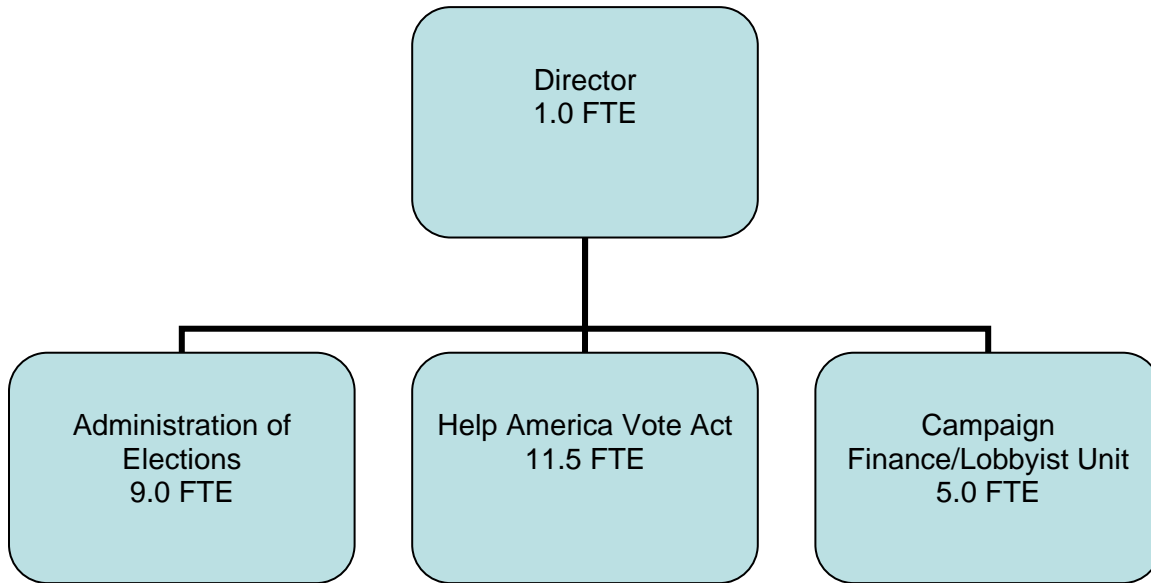 Director
1.0 FTE
Administration of
Elections
9.0 FTE
Help America Vote Act
11.5 FTE
Campaign
Finance/Lobbyist Unit
5.0 FTE